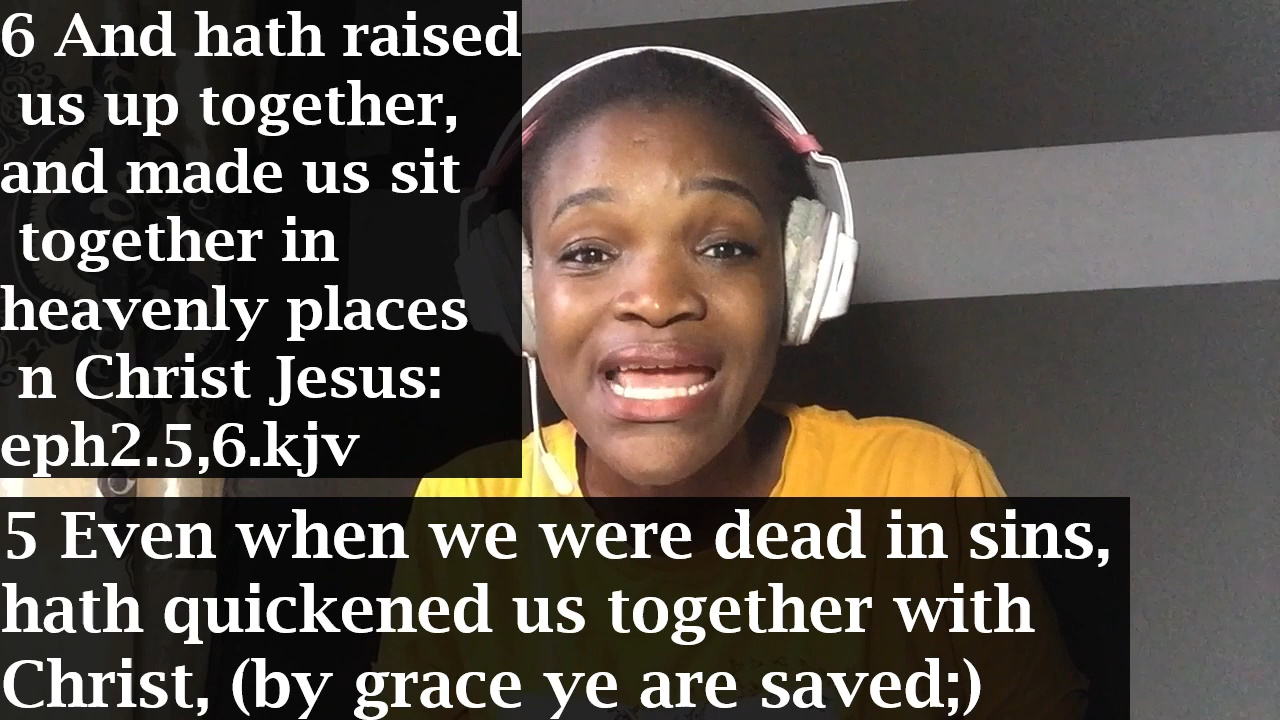 6 And hath raised
us up together,
and made us sit
together in
heavenly places
n Christ Jesus:
eph2.5,6.kjv
5 Even when we were dead in sins,
hath quickened us together with
Christ, (by grace ye are saved;)